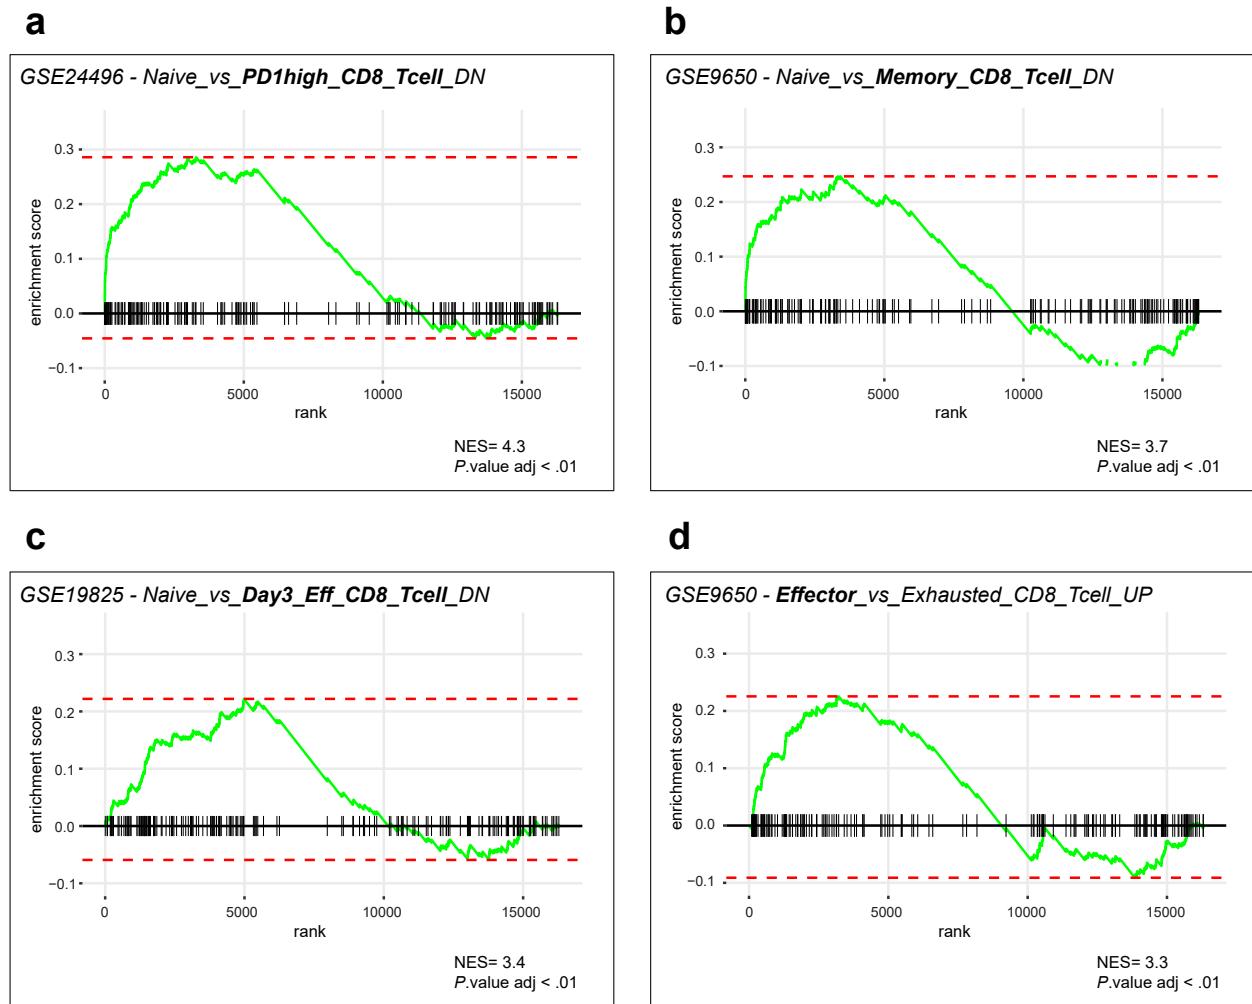 a
GSE24496 - Naive_vs_PD1high_CD8_Tcell_DN
enrichment score
0.3
0.2
0.1
0.0
−0.1
0
5000
10000
15000
rank
NES= 4.3
P.value adj < .01
b
GSE9650 - Naive_vs_Memory_CD8_Tcell_DN
enrichment score
0.3
0.2
0.1
0.0
−0.1
0
5000
10000
15000
rank
NES= 3.7
P.value adj < .01
c
GSE19825 - Naive_vs_Day3_Eff_CD8_Tcell_DN
enrichment score
0.3
0.2
0.1
0.0
−0.1
0
5000
10000
15000
rank
NES= 3.4
P.value adj < .01
d
GSE9650 - Effector_vs_Exhausted_CD8_Tcell_UP
enrichment score
0.3
0.2
0.1
0.0
−0.1
0
5000
10000
15000
rank
NES= 3.3
P.value adj < .01